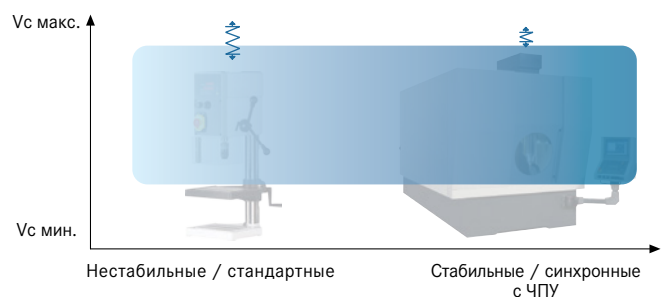 Vc макс.
Vc мин.
Нестабильные / стандартные
Стабильные / синхронные
с ЧПУ